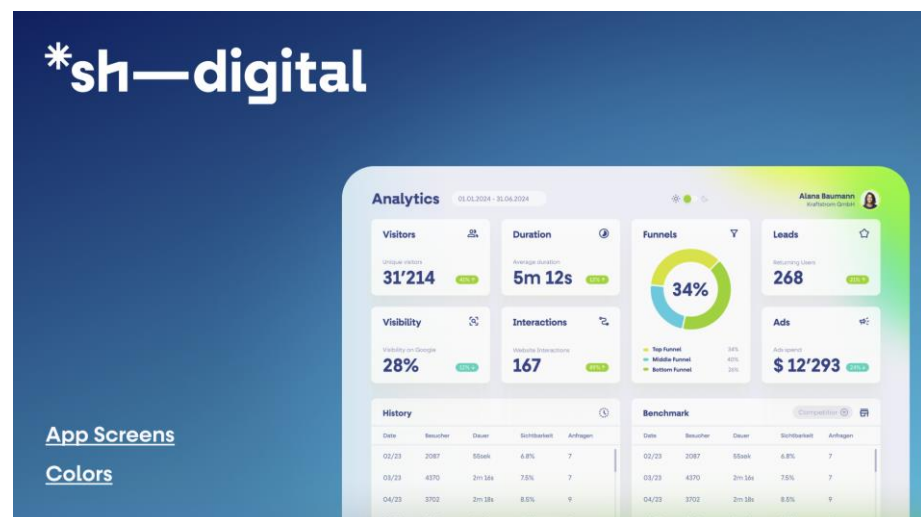 *sh—digital
Analytics
01.01.2024 - 31.06.2024
Alana Baumann
Kraftstrom GmbH
Visitors
Unique visitors
31'214
Duration
Average duration
5m 12s
Funnels
34%
Top Funnel 34%
Middle Funnel 40%
Bottom Funnel 26%
Leads
Returning Users
268
Visibility
Visibility on Google
28%
Interactions
Website Interactions
167
Ads
Ads spend
$ 12'293
History
Date Besucher Dauer Sichtbarkeit Anfragen
02/23 2087 55sek 6.8% 7
03/23 4370 2m 16s 7.5% 7
04/23 3702 2m 18s 8.5% 9
Benchmark
Competitor
Date Besucher Dauer Sichtbarkeit Anfragen
02/23 2087 55sek 6.8% 7
03/23 4370 2m 16s 7.5% 7
04/23 3702 2m 18s 8.5% 9
App Screens
Colors